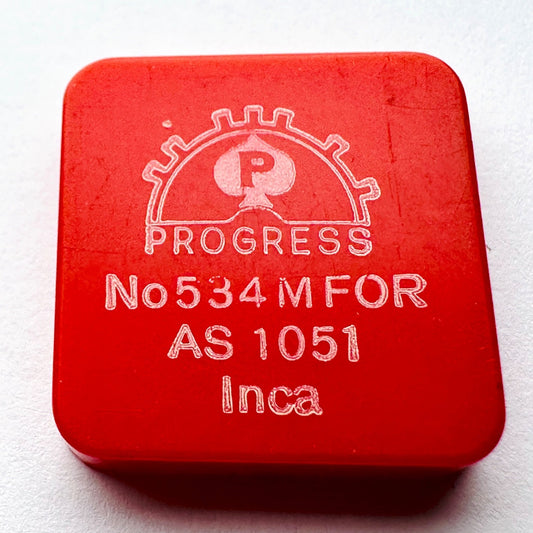 P
PROGRESS
No534MFOR
AS 1051
Inca